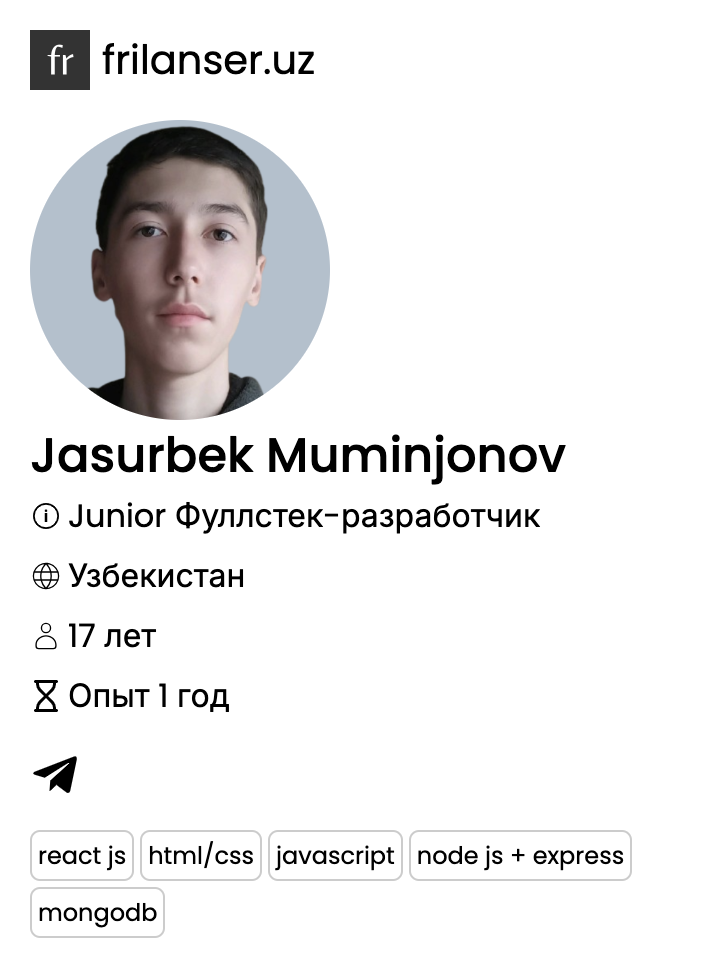 fr frilanser.uz
Jasurbek Muminjonov
Junior Фуллстек-разработчик
Узбекистан
17 лет
Опыт 1 год
react js html/css javascript node js + express
mongodb